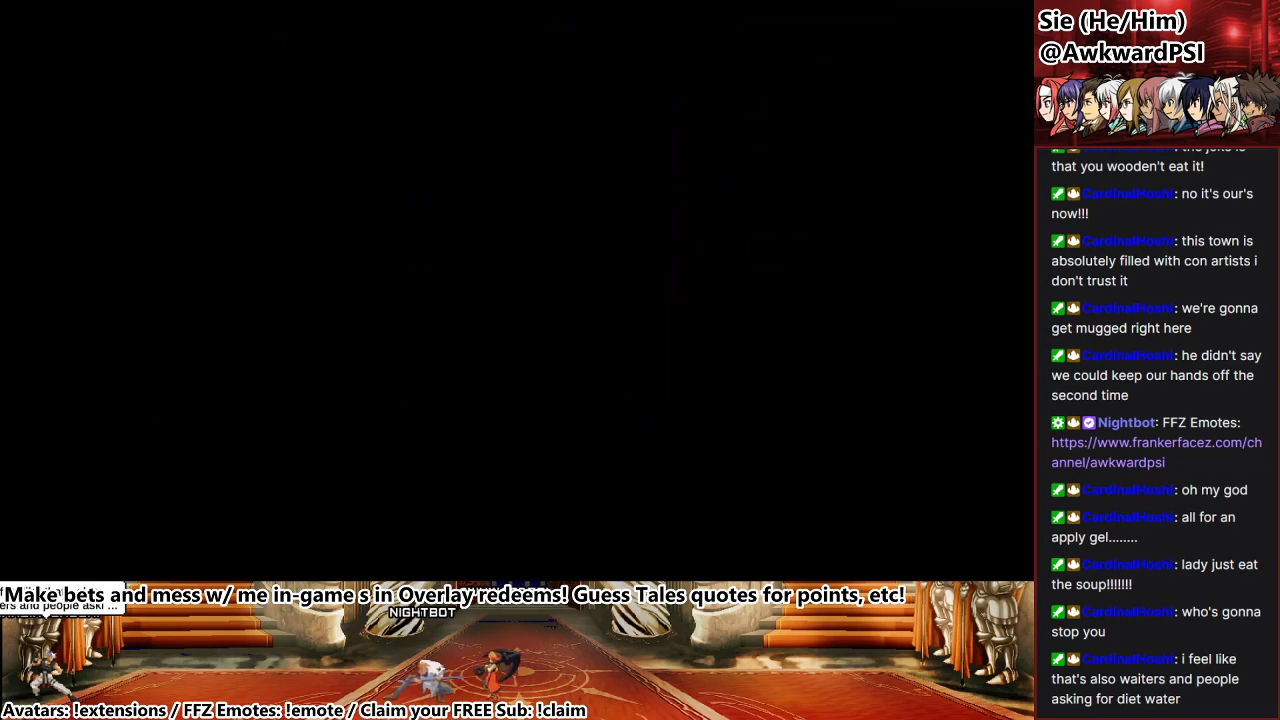 Sie (He/Him)
@AwkwardPSI
that you wooden't eat it!
CardinalHoshi: no it's our's
now!!!
CardinalHoshi: this town is
absolutely filled with con artists i
don't trust it
CardinalHoshi: we're gonna
get mugged right here
CardinalHoshi: he didn't say
we could keep our hands off the
second time
Nightbot: FFZ Emotes:
https://www.frankerfacez.com/ch
annel/awkwardpsi
CardinalHoshi: oh my god
CardinalHoshi: all for an
apply gel........
CardinalHoshi: lady just eat
the soup!!!!!!!
CardinalHoshi: who's gonna
stop you
CardinalHoshi: i feel like
that's also waiters and people
asking for diet water
Make bets and mess w/ me in-game s in Overlay redeems! Guess Tales quotes for points, etc!
ers and people aski ...
NIGHTBOT
Avatars: !extensions / FFZ Emotes: !emote / Claim your FREE Sub: !claim